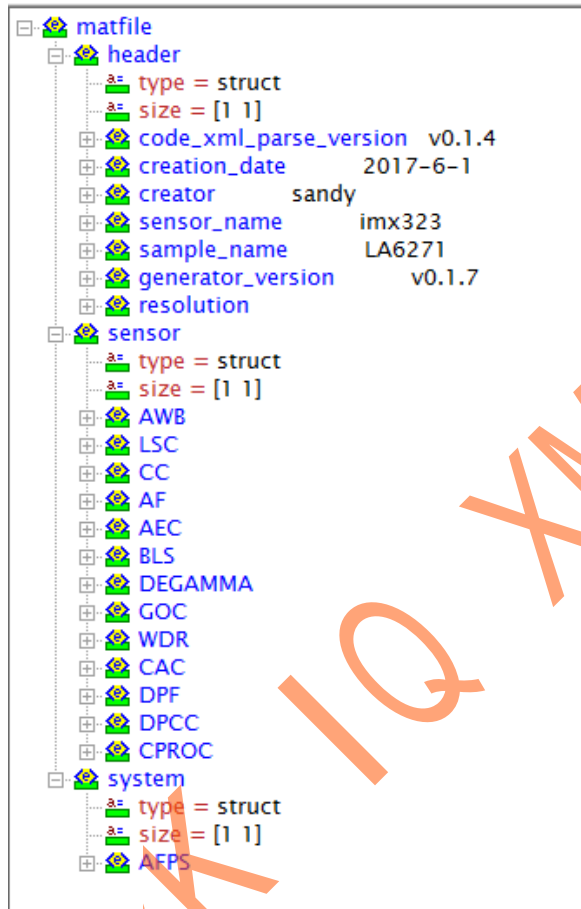 matfile
header
type = struct
size = [1 1]
code_xml_parse_version v0.1.4
creation_date 2017-6-1
creator sandy
sensor_name imx323
sample_name LA6271
generator_version v0.1.7
resolution
sensor
type = struct
size = [1 1]
AWB
LSC
CC
AF
AEC
BLS
DEGAMMA
GOC
WDR
CAC
DPF
DPCC
CPROC
system
type = struct
size = [1 1]
AFPS
K IQ XM